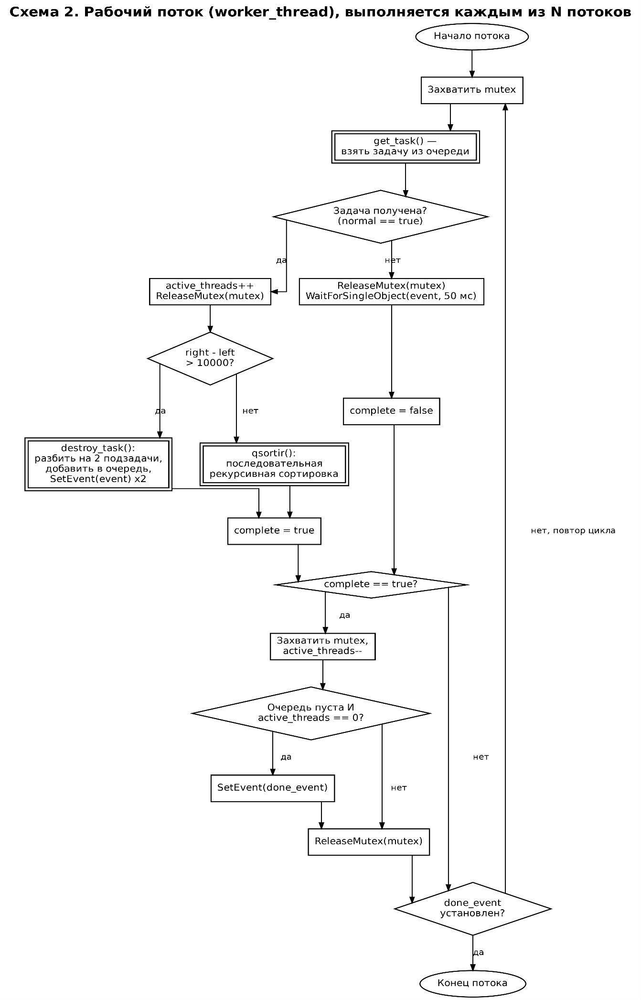 Схема 2. Рабочий поток (worker_thread), выполняется каждым из N потоков
Начало потока
Захватить mutex
get_task() —
взять задачу из очереди
Задача получена?
(normal == true)
да
нет
active_threads++
ReleaseMutex(mutex)
ReleaseMutex(mutex)
WaitForSingleObject(event, 50 мс)
right - left
> 10000?
да
нет
complete = false
destroy_task():
разбить на 2 подзадачи,
добавить в очередь,
SetEvent(event) x2
qsortir():
последовательная
рекурсивная сортировка
complete = true
нет, повтор цикла
complete == true?
да
Захватить mutex,
active_threads--
Очередь пуста И
active_threads == 0?
да
нет
SetEvent(done_event)
нет
ReleaseMutex(mutex)
done_event
установлен?
да
Конец потока